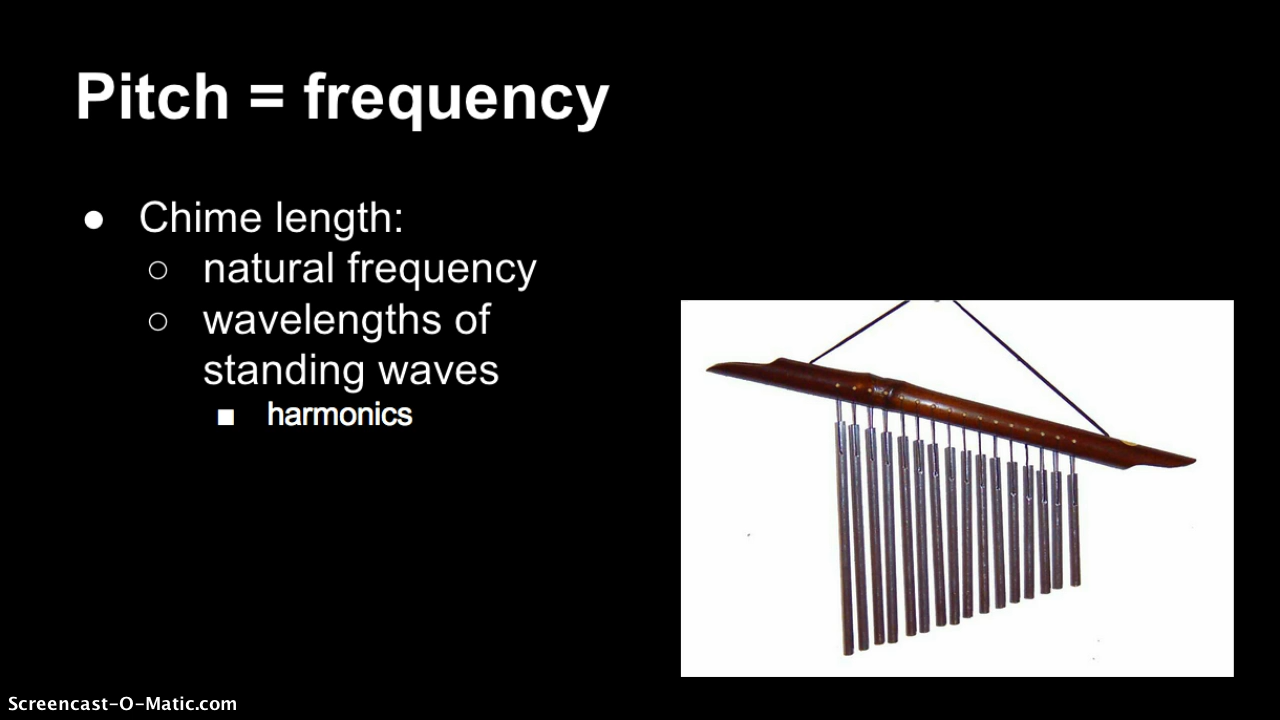 Pitch = frequency
● Chime length:
○ natural frequency
○ wavelengths of
standing waves
■ harmonics
Screencast-O-Matic.com